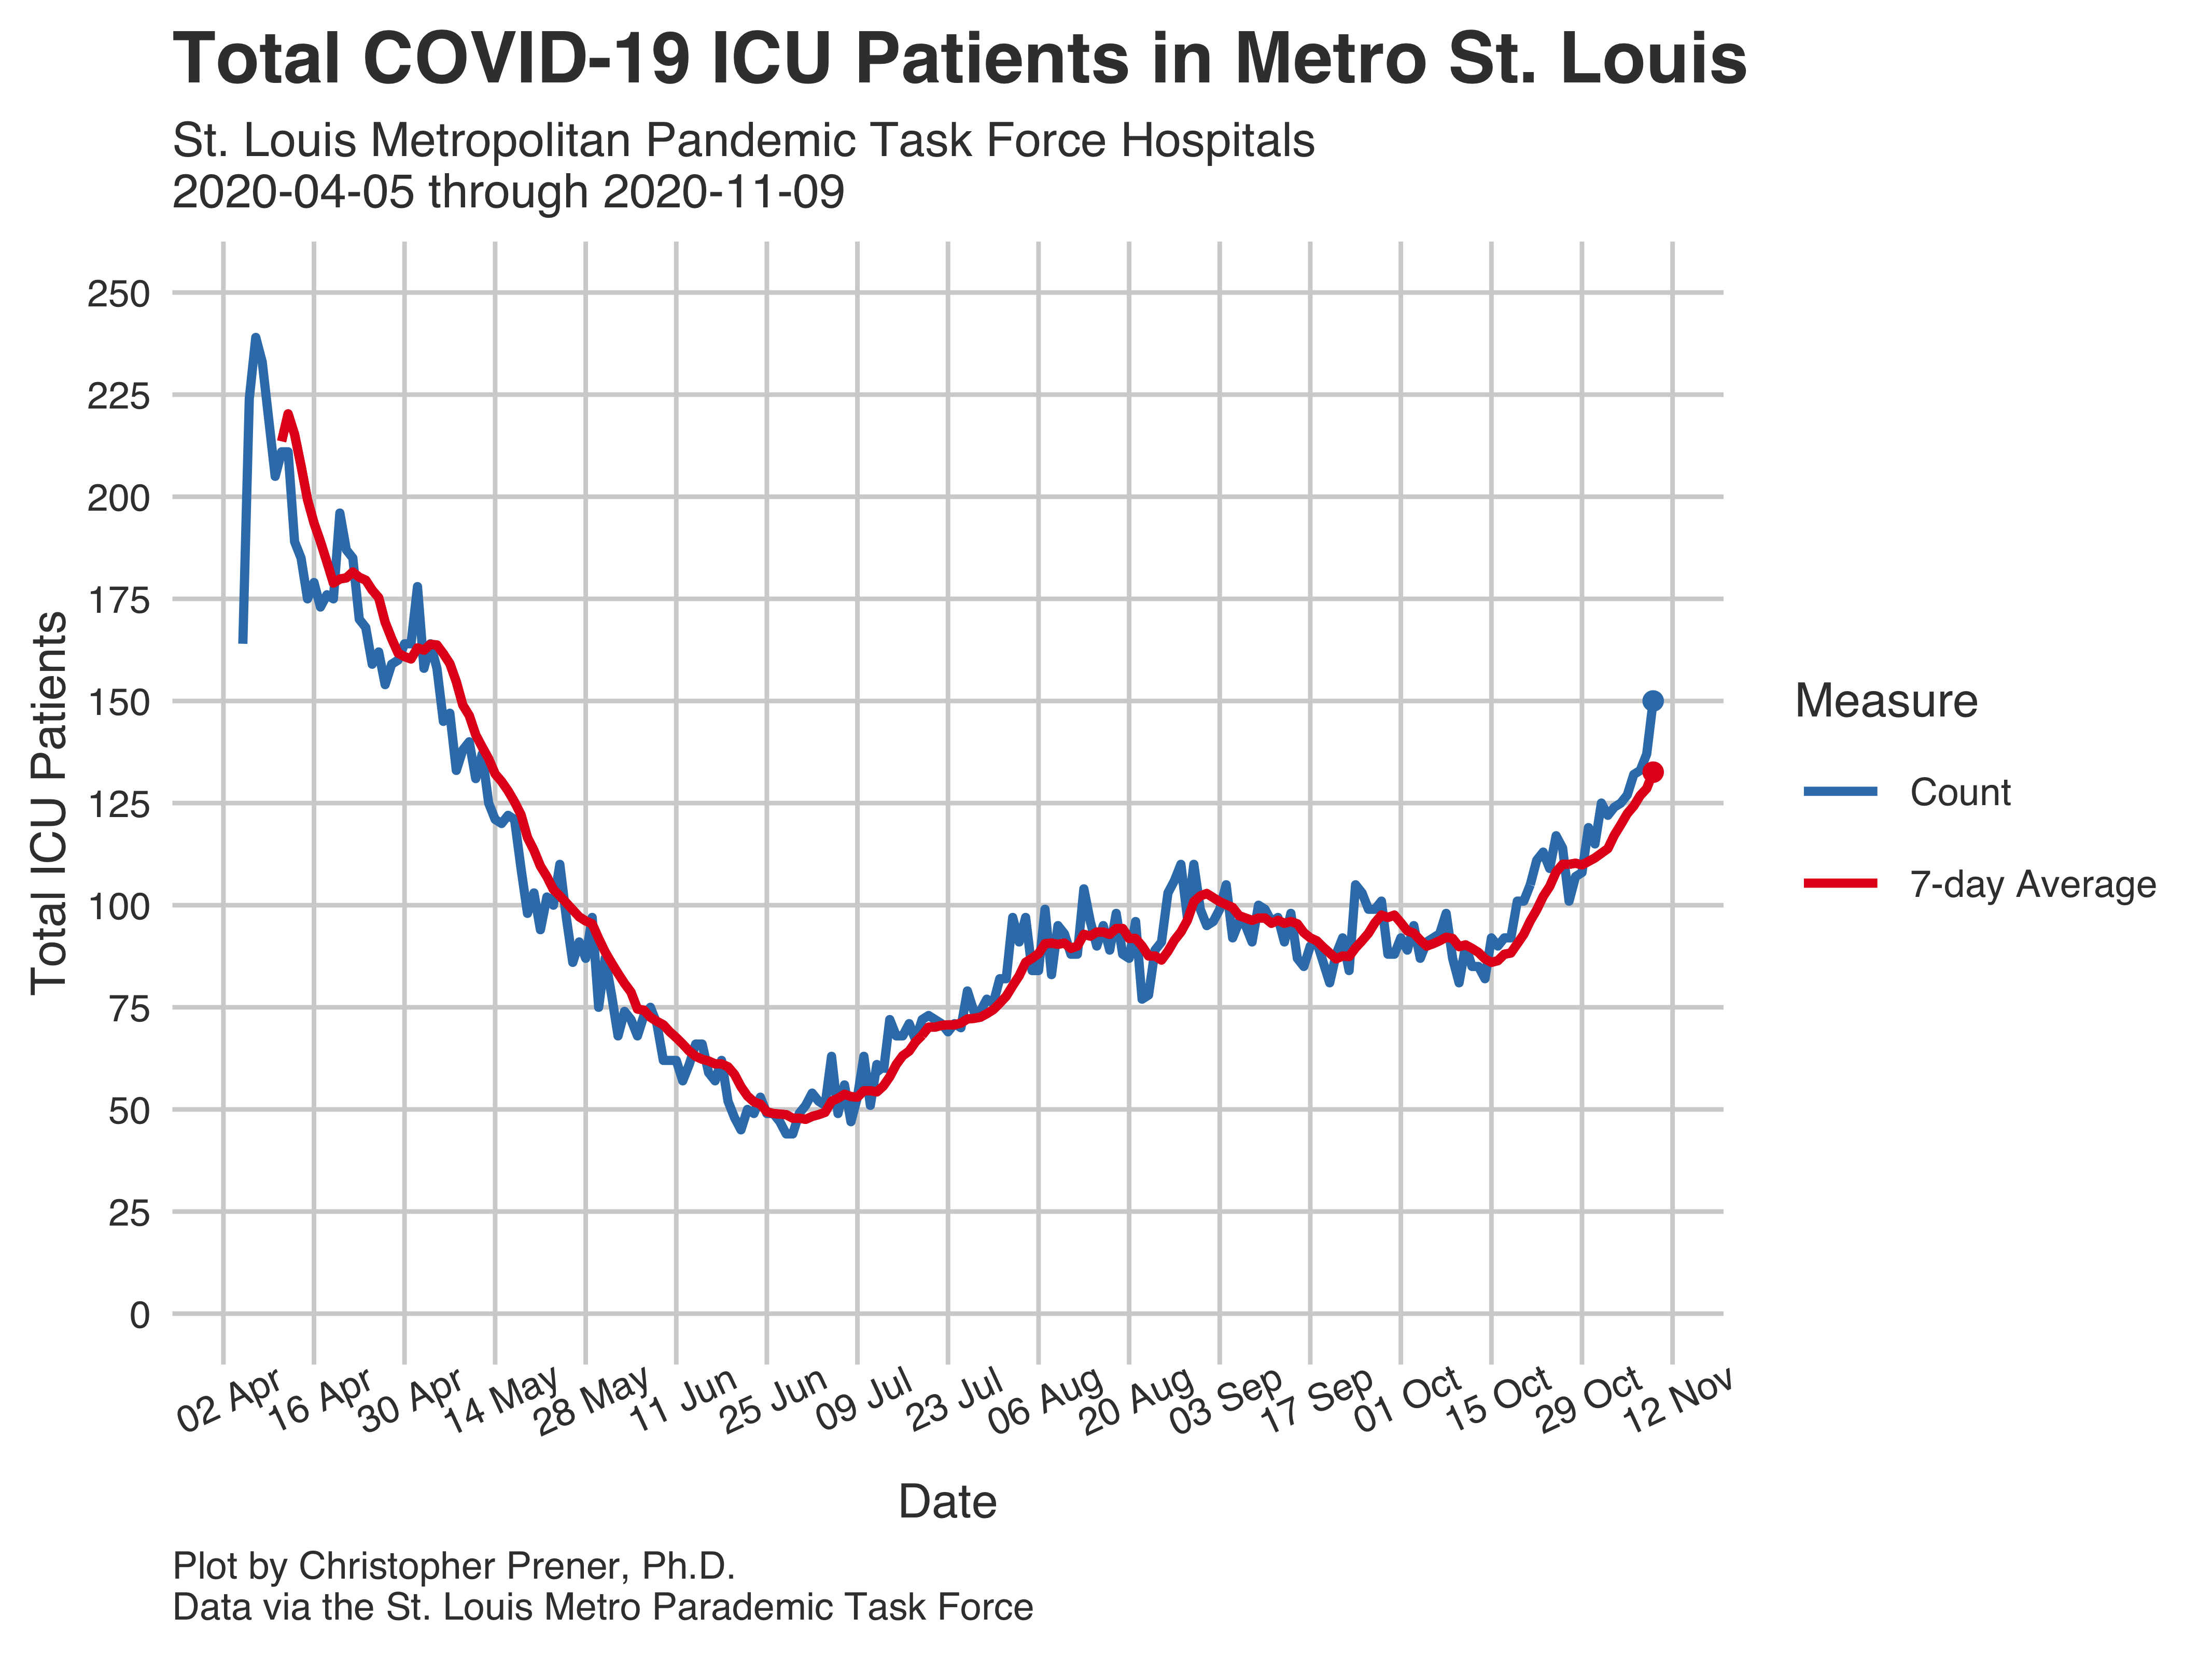 Total COVID-19 ICU Patients in Metro St. Louis
St. Louis Metropolitan Pandemic Task Force Hospitals
2020-04-05 through 2020-11-09
Total ICU Patients
250
225
200
175
150
125
100
75
50
25
0
02 Apr
16 Apr
30 Apr
14 May
28 May
11 Jun
25 Jun
09 Jul
23 Jul
06 Aug
20 Aug
03 Sep
17 Sep
01 Oct
15 Oct
29 Oct
12 Nov
Date
Measure
Count
7-day Average
Plot by Christopher Prener, Ph.D.
Data via the St. Louis Metro Parademic Task Force